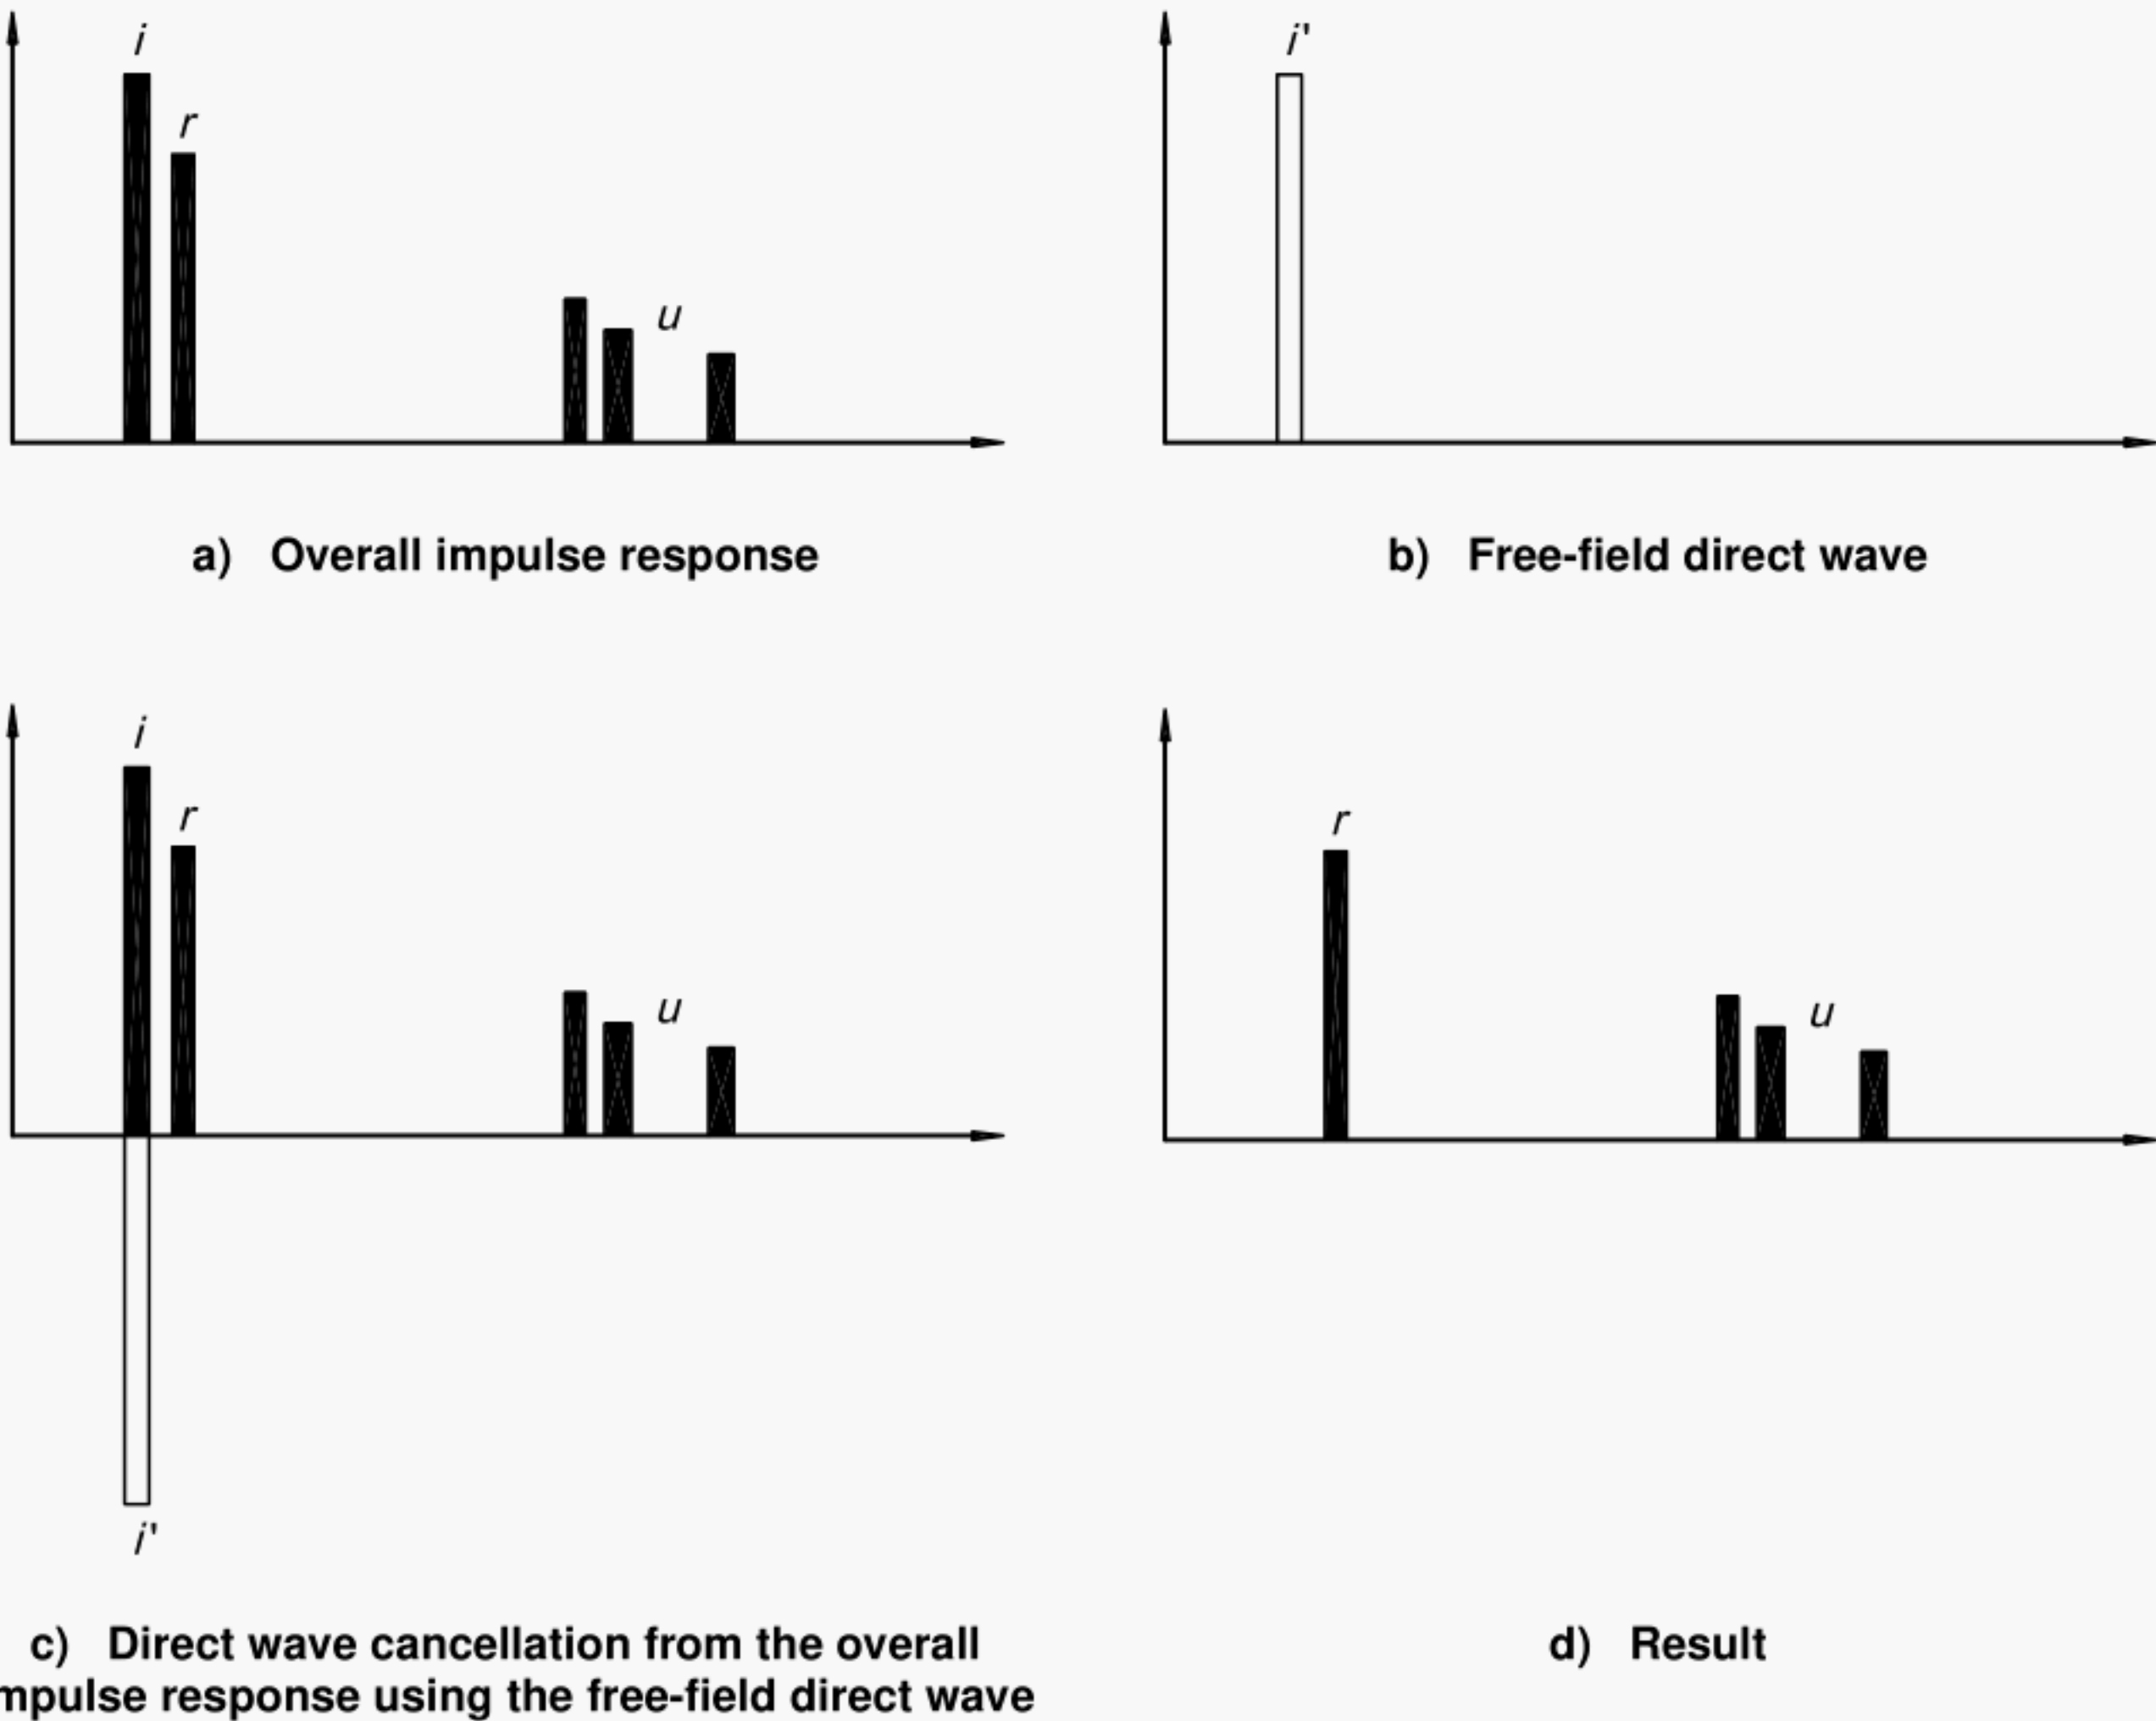 i
r
u
a) Overall impulse response
i'
b) Free-field direct wave
i
r
u
i'
c) Direct wave cancellation from the overall
mpulse response using the free-field direct wave
r
u
d) Result